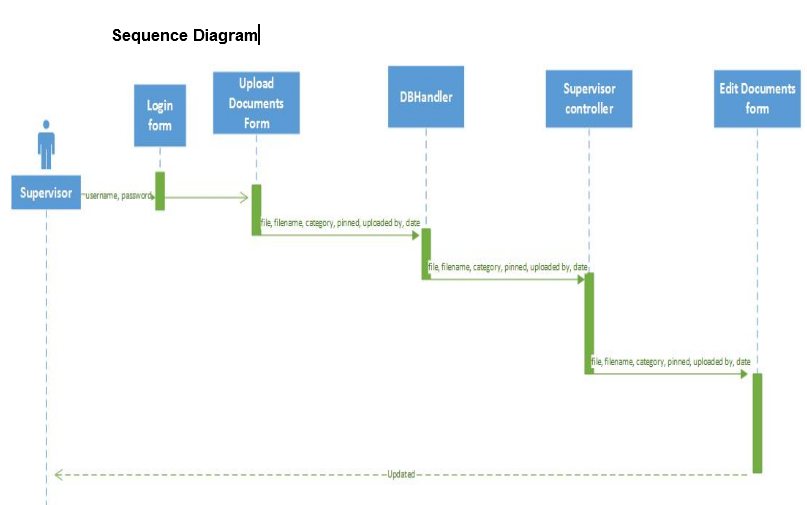 Sequence Diagram
Login
form
Upload
Documents
Form
DBHandler
Supervisor
controller
Edit Documents
form
Supervisor
username, password
file, filename, category, pinned, uploaded by, date
file, filename, category, pinned, uploaded by, date
file, filename, category, pinned, uploaded by, date
Updated